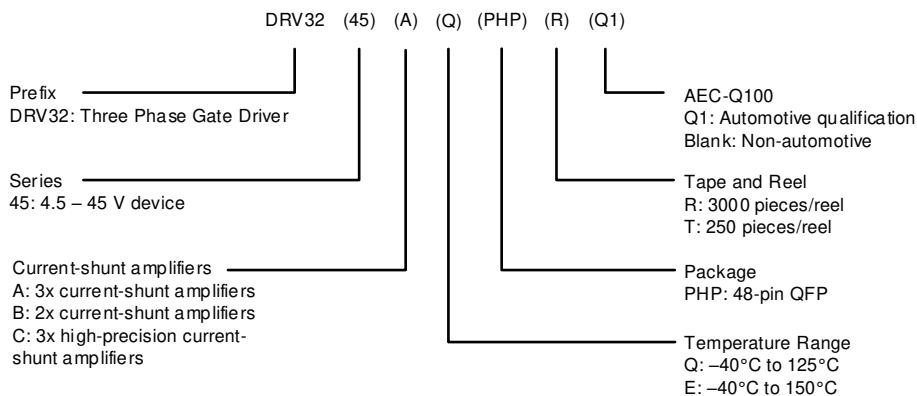 DRV32 (45) (A) (Q) (PHP) (R) (Q1)
Prefix
DRV32: Three Phase Gate Driver
Series
45: 4.5 – 45 V device
Current-shunt amplifiers
A: 3x current-shunt amplifiers
B: 2x current-shunt amplifiers
C: 3x high-precision current-
shunt amplifiers
AEC-Q100
Q1: Automotive qualification
Blank: Non-automotive
Tape and Reel
R: 3000 pieces/reel
T: 250 pieces/reel
Package
PHP: 48-pin QFP
Temperature Range
Q: –40°C to 125°C
E: –40°C to 150°C